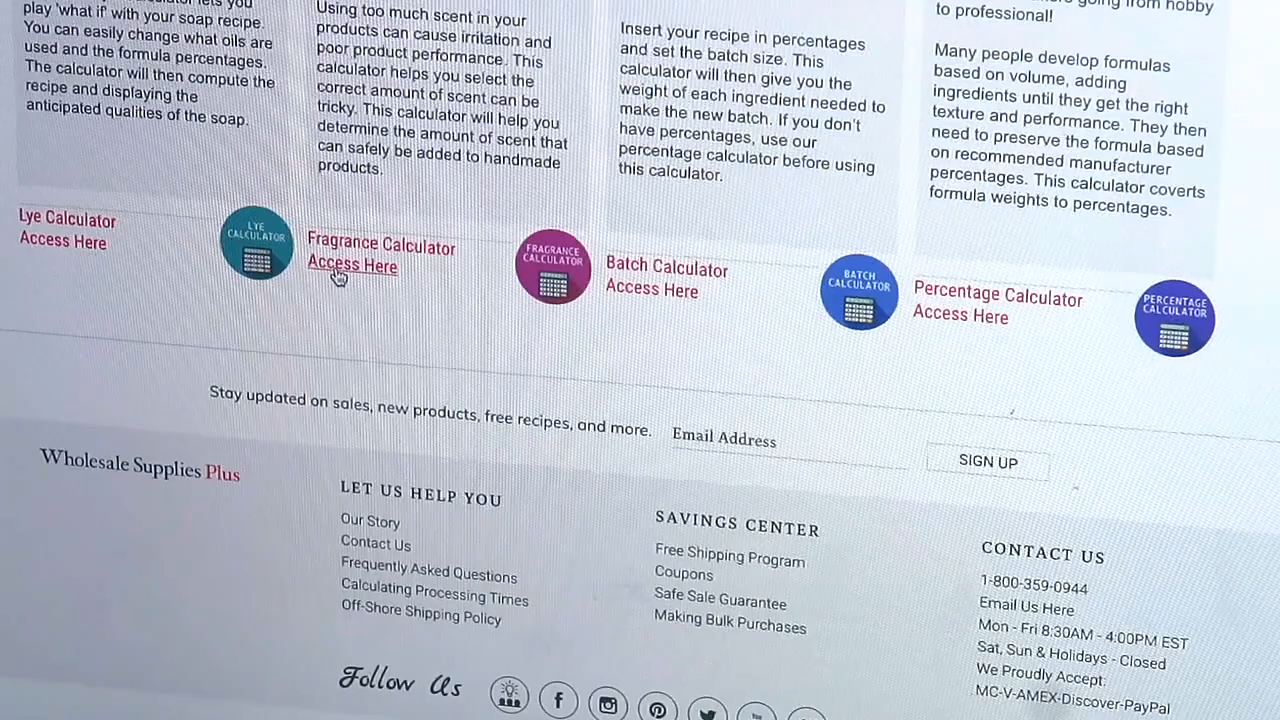 play 'what if' with your soap recipe.
You can easily change what oils are
used and the formula percentages.
The calculator will then compute the
recipe and displaying the
anticipated qualities of the soap.
Using too much scent in your
products can cause irritation and
poor product performance. This
calculator helps you select the
correct amount of scent can be
tricky. This calculator will help you
determine the amount of scent that
can safely be added to handmade
products.
Insert your recipe in percentages
and set the batch size. This
calculator will then give you the
weight of each ingredient needed to
make the new batch. If you don't
have percentages, use our
percentage calculator before using
this calculator.
going from hobby
to professional!
Many people develop formulas
based on volume, adding
ingredients until they get the right
texture and performance. They then
need to preserve the formula based
on recommended manufacturer
percentages. This calculator coverts
formula weights to percentages.
Lye Calculator
Access Here
LYE
CALCULATOR
Fragrance Calculator
Access Here
FRAGRANCE
CALCULATOR
Batch Calculator
Access Here
BATCH
CALCULATOR
Percentage Calculator
Access Here
PERCENTAGE
CALCULATOR
Stay updated on sales, new products, free recipes, and more.
Email Address
SIGN UP
Wholesale Supplies Plus
LET US HELP YOU
Our Story
Contact Us
Frequently Asked Questions
Calculating Processing Times
Off-Shore Shipping Policy
SAVINGS CENTER
Free Shipping Program
Coupons
Safe Sale Guarantee
Making Bulk Purchases
CONTACT US
1-800-359-0944
Email Us Here
Mon - Fri 8:30AM - 4:00PM EST
Sat, Sun & Holidays - Closed
We Proudly Accept:
MC-V-AMEX-Discover-PayPal
Follow Us